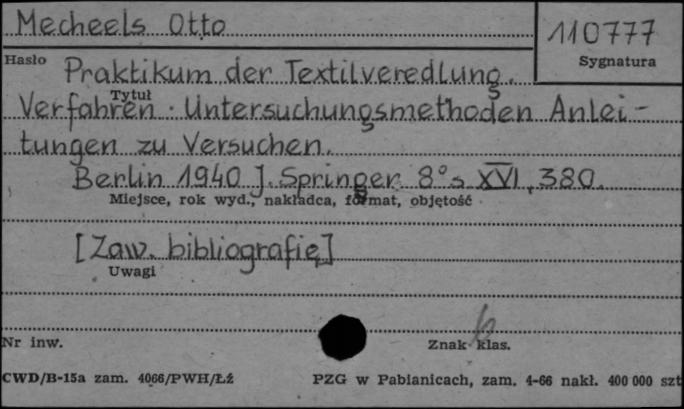 Mecheels Otto
110777
Hasło
Sygnatura
Praktikum der Textilveredlung.
Tytuł
Verfahren. Untersuchungsmethoden Anlei-
tungen zu Versuchen.
Berlin 1940 J. Springer 8° s. XVI, 380.
Miejsce, rok wyd., nakładca, format, objętość
[Zaw. bibliografię]
Uwagi
b
Nr inw.
Znak klas.
CWD/B-15a zam. 4066/PWH/Łź
PZG w Pabianicach, zam. 4-66 nakł. 400 000 szt